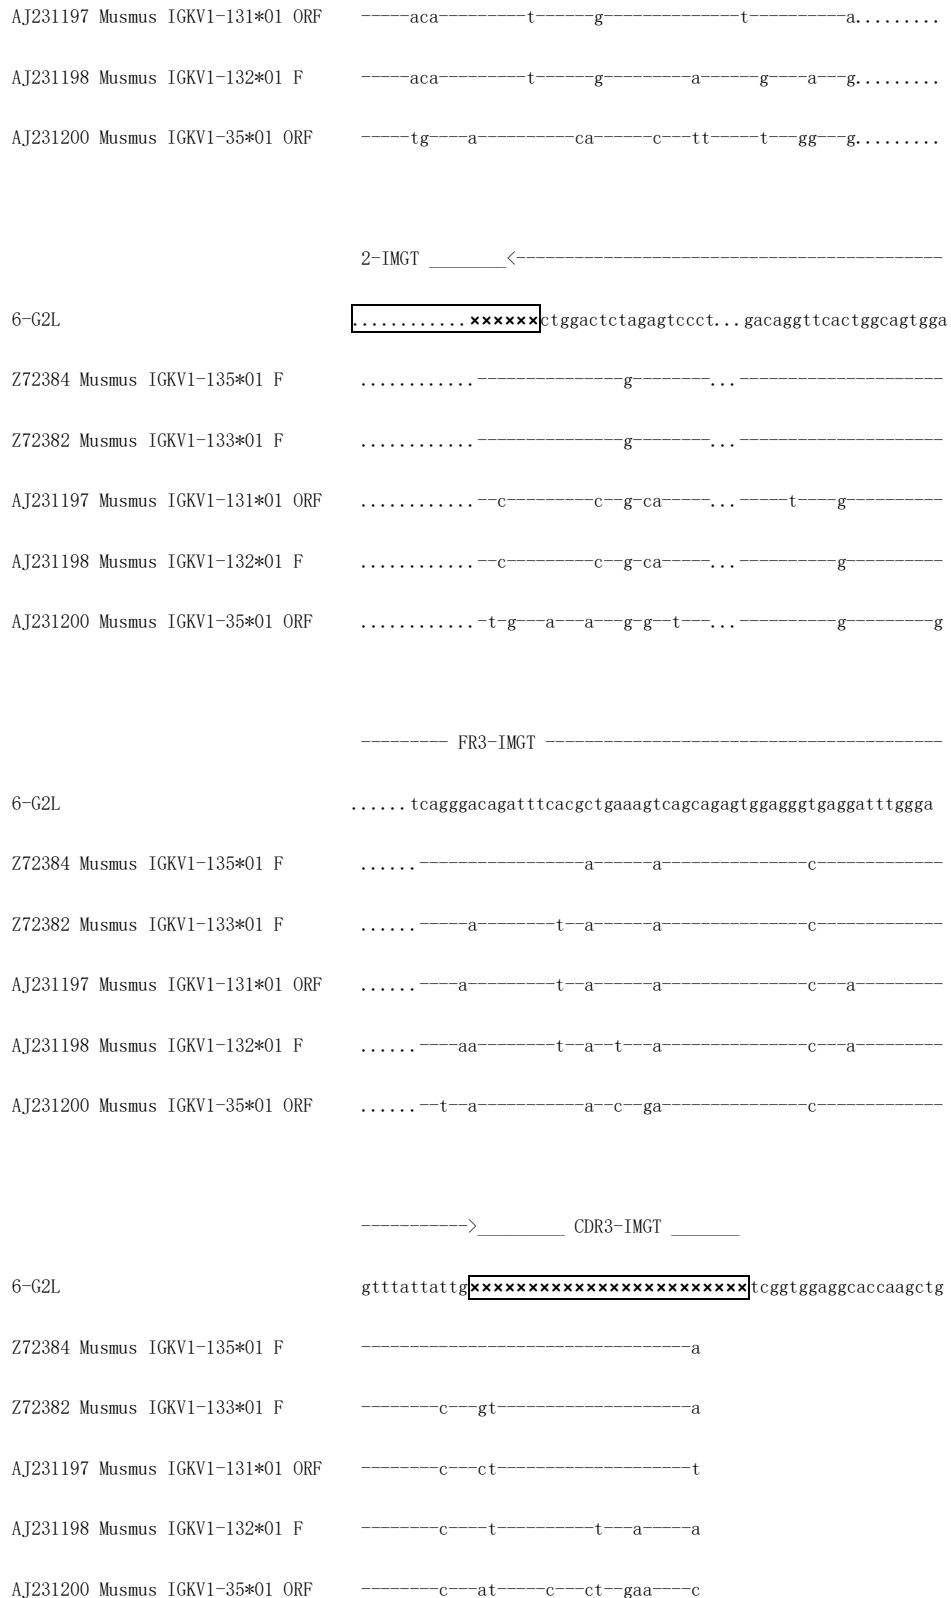 AJ231197 Musmus IGKV1-131*01 ORF -----aca---------t------g--------------t----------a.........
AJ231198 Musmus IGKV1-132*01 F -----aca---------t------g---------a------g----a---g.........
AJ231200 Musmus IGKV1-35*01 ORF -----tg----a----------ca------c---tt-----t---gg---g.........
2-IMGT ________<--------------------------------------------
6-G2L ............××××××ctggactctagagtccct...gacaggttcactggcagtgga
Z72384 Musmus IGKV1-135*01 F ............---------------g--------...---------------------
Z72382 Musmus IGKV1-133*01 F ............---------------g--------...---------------------
AJ231197 Musmus IGKV1-131*01 ORF ............--c---------c--g-ca-----...-----t----g----------
AJ231198 Musmus IGKV1-132*01 F ............--c---------c--g-ca-----...----------g----------
AJ231200 Musmus IGKV1-35*01 ORF ............-t-g---a---a---g-g--t---...----------g---------g
--------- FR3-IMGT -----------------------------------------
6-G2L ......tcagggacagatttcacgctgaaagtcagcagagtggagggtgaggatttggga
Z72384 Musmus IGKV1-135*01 F ......-----------------a------a---------------c-------------
Z72382 Musmus IGKV1-133*01 F ......-----a--------t--a------a---------------c-------------
AJ231197 Musmus IGKV1-131*01 ORF ......----a---------t--a------a---------------c---a---------
AJ231198 Musmus IGKV1-132*01 F ......----aa--------t--a--t---a---------------c---a---------
AJ231200 Musmus IGKV1-35*01 ORF ......--t--a-----------a--c--ga---------------c-------------
----------->_________ CDR3-IMGT _______
6-G2L gtttattattg××××××××××××××××××××××××tcggtggaggcaccaagctg
Z72384 Musmus IGKV1-135*01 F ----------------------------------a
Z72382 Musmus IGKV1-133*01 F --------c---gt--------------------a
AJ231197 Musmus IGKV1-131*01 ORF --------c---ct--------------------t
AJ231198 Musmus IGKV1-132*01 F --------c----t----------t---a-----a
AJ231200 Musmus IGKV1-35*01 ORF --------c---at-----c---ct--gaa----c